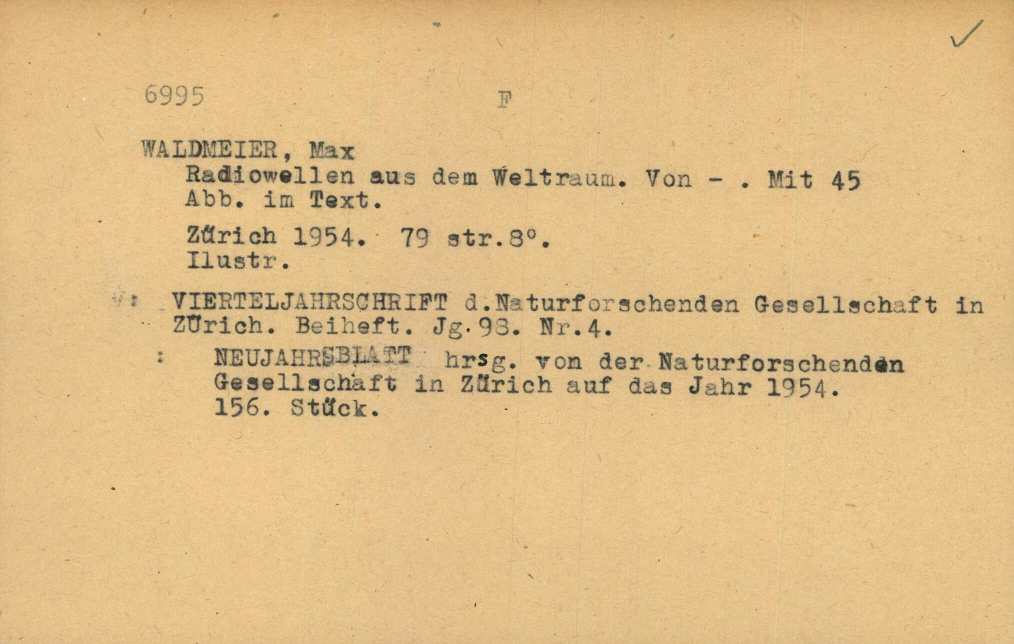 6995 F
WALDMEIER, Max
Radiowellen aus dem Weltraum. Von - . Mit 45
Abb. im Text.
Zürich 1954. 79 str.8°.
Ilustr.
V: VIERTELJAHRSCHRIFT d.Naturforschenden Gesellschaft in
ZÜrich. Beiheft. Jg.98. Nr.4.
: NEUJAHRSBLATT hrsg. von der Naturforschenden
Gesellschaft in Zürich auf das Jahr 1954.
156. Stück.